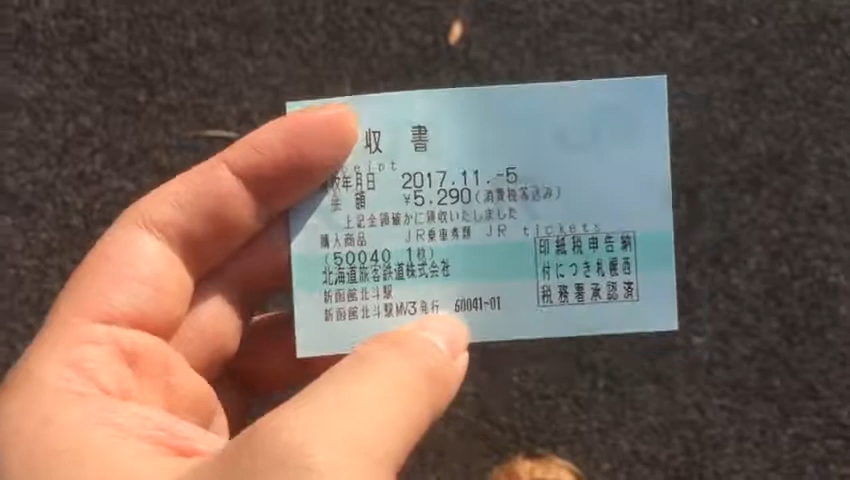 収書
eipt
収年月日 2017.11.-5
金額 ¥5,290(消費税等込み)
上記金額確かに領収いたしました
購入商品 JR乗車券類 JR tickets
(50040 1枚)
北海道旅客鉄道株式会社
新函館北斗駅
新函館北斗駅MV3発行 60041-01
印紙税申告納
付につき札幌西
税務署承認済